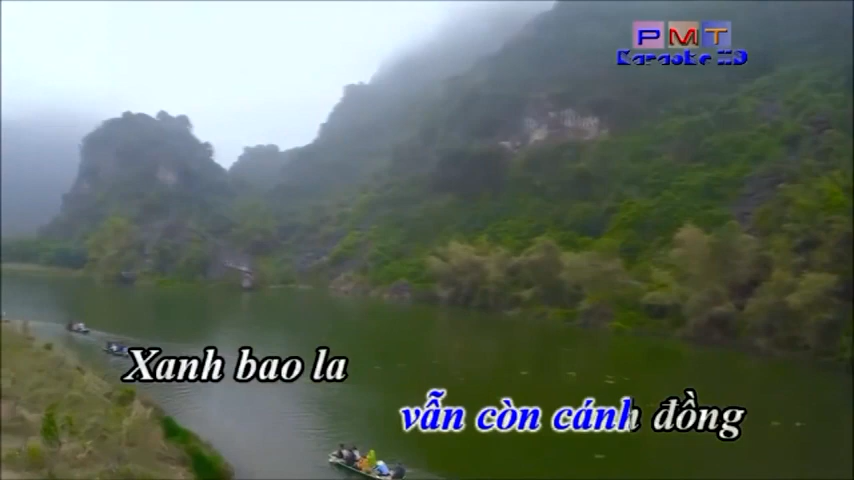 PMT
Karaoke HD
Xanh bao la
vẫn còn cánh đồng